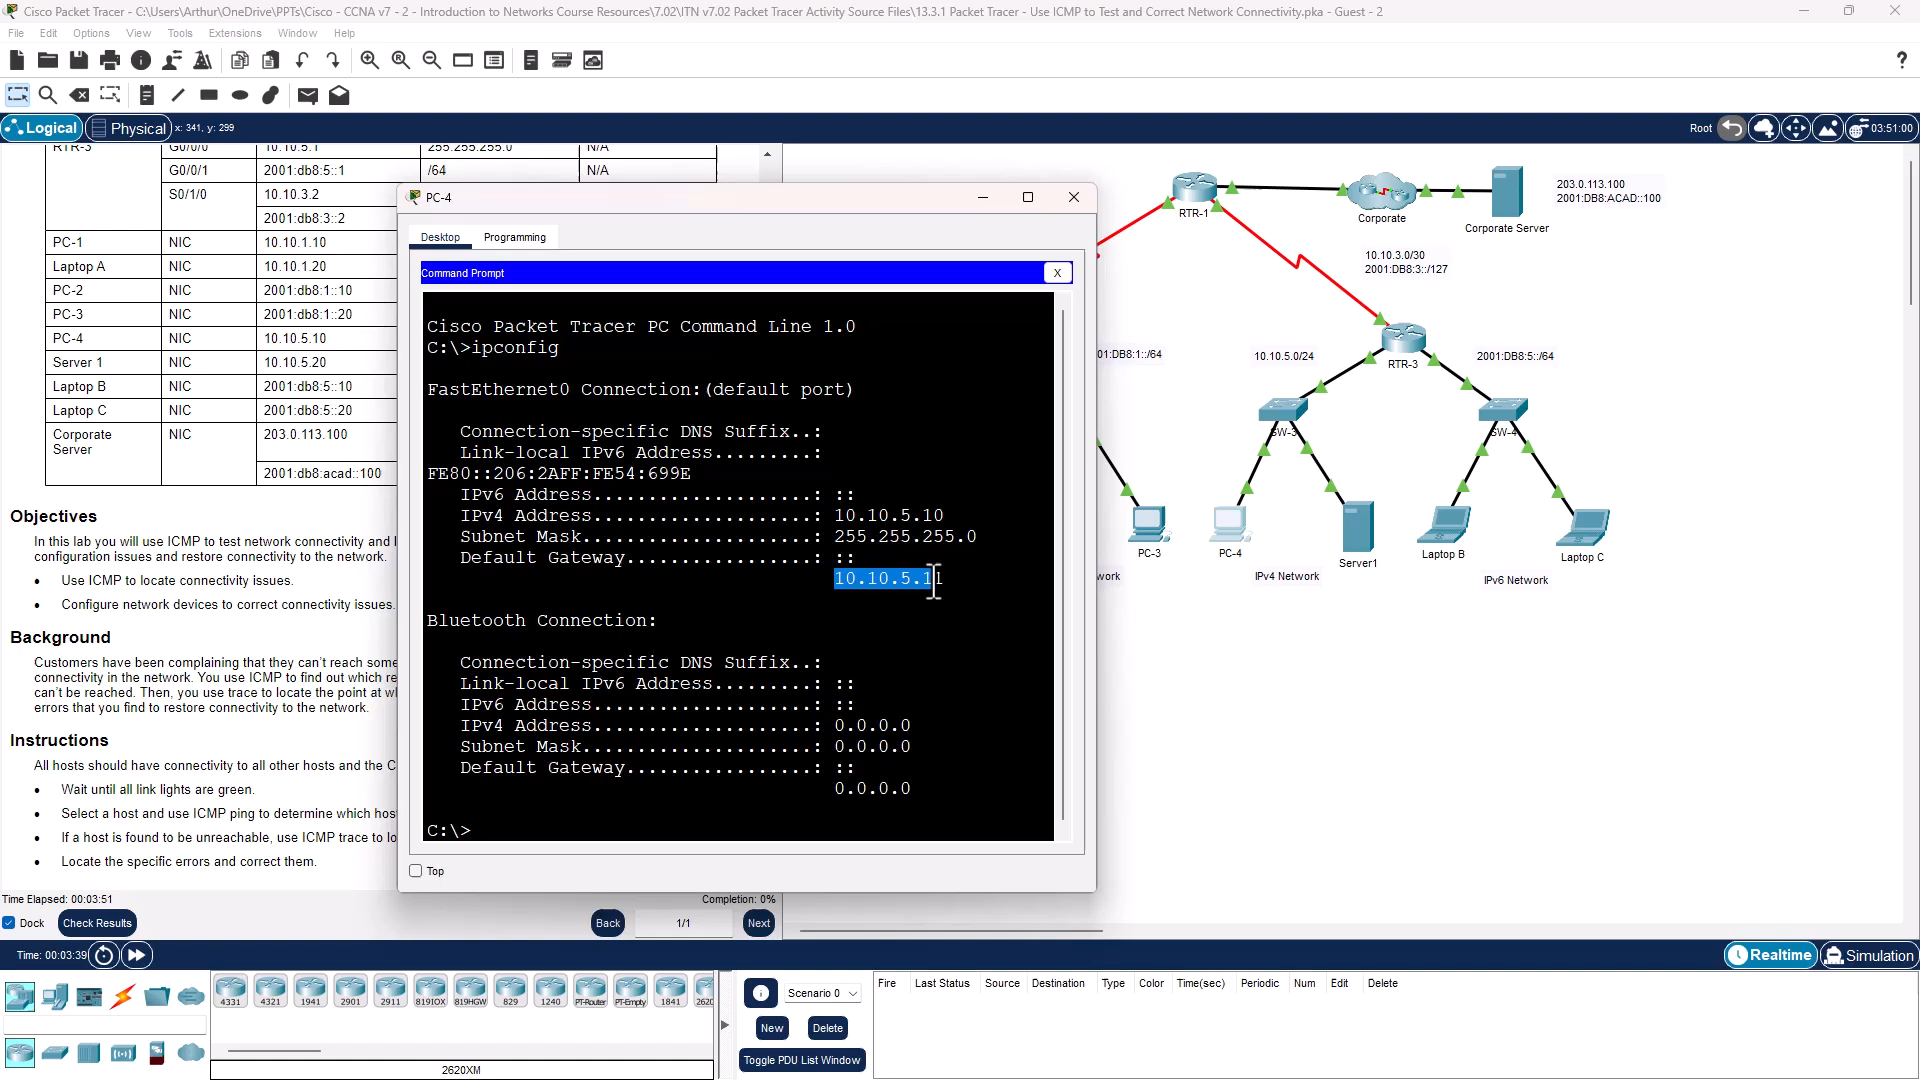 Cisco Packet Tracer - C:\Users\Arthur\OneDrive\PPTs\Cisco - CCNA v7 - 2 - Introduction to Networks Course Resources\7.02\ITN v7.02 Packet Tracer Activity Source Files\13.3.1 Packet Tracer - Use ICMP to Test and Correct Network Connectivity.pka - Guest - 2
File Edit Options View Tools Extensions Window Help
Logical Physical x: 341, y: 299
Root 03:51:00
RTR-3 G0/0/0 10.10.5.1 255.255.255.0 N/A
G0/0/1 2001:db8:5::1 /64 N/A
S0/1/0 10.10.3.2
2001:db8:3::2
PC-1 NIC 10.10.1.10
Laptop A NIC 10.10.1.20
PC-2 NIC 2001:db8:1::10
PC-3 NIC 2001:db8:1::20
PC-4 NIC 10.10.5.10
Server 1 NIC 10.10.5.20
Laptop B NIC 2001:db8:5::10
Laptop C NIC 2001:db8:5::20
Corporate NIC 203.0.113.100
Server
2001:db8:acad::100
Objectives
In this lab you will use ICMP to test network connectivity and l
configuration issues and restore connectivity to the network.
• Use ICMP to locate connectivity issues.
• Configure network devices to correct connectivity issues.
Background
Customers have been complaining that they can't reach some
connectivity in the network. You use ICMP to find out which re
can't be reached. Then, you use trace to locate the point at wh
errors that you find to restore connectivity to the network.
Instructions
All hosts should have connectivity to all other hosts and the C
• Wait until all link lights are green.
• Select a host and use ICMP ping to determine which hos
• If a host is found to be unreachable, use ICMP trace to lo
• Locate the specific errors and correct them.
Time Elapsed: 00:03:51 Completion: 0%
Dock Check Results Back 1/1 Next
PC-4
Desktop Programming
Command Prompt X
Cisco Packet Tracer PC Command Line 1.0
C:\>ipconfig
FastEthernet0 Connection:(default port)
Connection-specific DNS Suffix..:
Link-local IPv6 Address.........:
FE80::206:2AFF:FE54:699E
IPv6 Address....................: ::
IPv4 Address....................: 10.10.5.10
Subnet Mask.....................: 255.255.255.0
Default Gateway.................: ::
10.10.5.11
Bluetooth Connection:
Connection-specific DNS Suffix..:
Link-local IPv6 Address.........: ::
IPv6 Address....................: ::
IPv4 Address....................: 0.0.0.0
Subnet Mask.....................: 0.0.0.0
Default Gateway.................: ::
0.0.0.0
C:\>
Top
RTR-1
Corporate
Corporate Server
203.0.113.100
2001:DB8:ACAD::100
10.10.3.0/30
2001:DB8:3::/127
01:DB8:1::/64
10.10.5.0/24
2001:DB8:5::/64
RTR-3
SW-3
SW-4
PC-3
PC-4
Server1
Laptop B
Laptop C
work
IPv4 Network
IPv6 Network
Time: 00:03:39
Realtime Simulation
4331 4321 1941 2901 2911 819IOX 819HGW 829 1240 PT-Router PT-Empty 1841 2620
2620XM
Scenario 0
New Delete
Toggle PDU List Window
Fire Last Status Source Destination Type Color Time(sec) Periodic Num Edit Delete